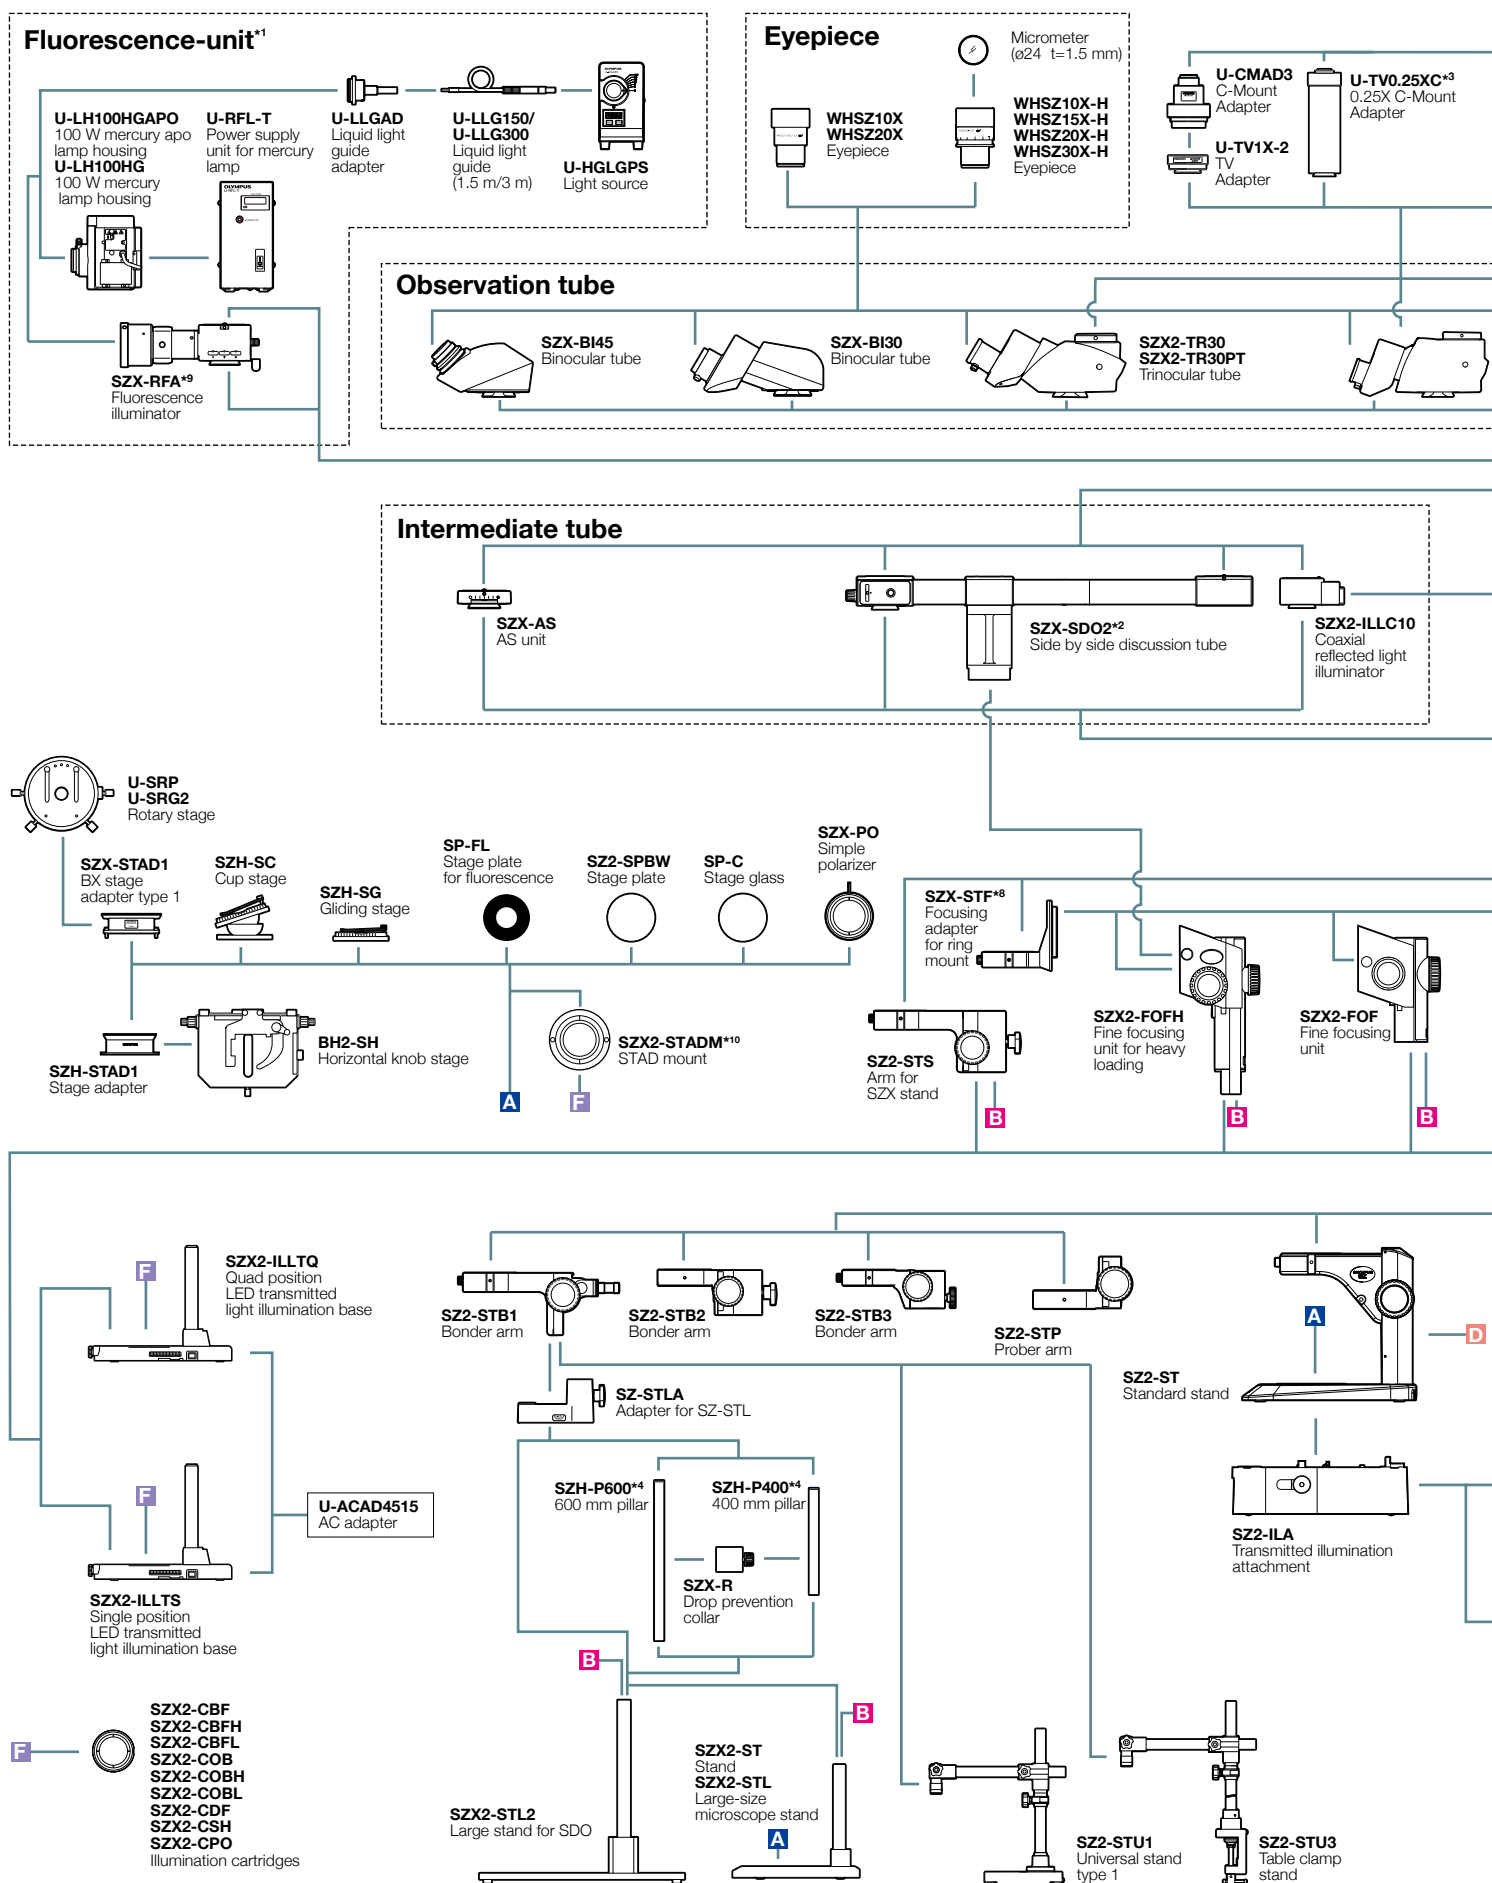 Fluorescence-unit*1
U-LH100HGAPO
100 W mercury apo
lamp housing
U-LH100HG
100 W mercury
lamp housing
U-RFL-T
Power supply
unit for mercury
lamp
U-LLGAD
Liquid light
guide
adapter
U-LLG150/
U-LLG300
Liquid light
guide
(1.5 m/3 m)
U-HGLGPS
Light source
OLYMPUS
SZX-RFA*9
Fluorescence
illuminator
Eyepiece
Micrometer
(ø24 t=1.5 mm)
WHSZ10X
WHSZ20X
Eyepiece
WHSZ10X-H
WHSZ15X-H
WHSZ20X-H
WHSZ30X-H
Eyepiece
U-CMAD3
C-Mount
Adapter
U-TV1X-2
TV
Adapter
U-TV0.25XC*3
0.25X C-Mount
Adapter
Observation tube
SZX-BI45
Binocular tube
SZX-BI30
Binocular tube
SZX2-TR30
SZX2-TR30PT
Trinocular tube
Intermediate tube
SZX-AS
AS unit
SZX-SDO2*2
Side by side discussion tube
SZX2-ILLC10
Coaxial
reflected light
illuminator
U-SRP
U-SRG2
Rotary stage
SZX-STAD1
BX stage
adapter type 1
SZH-SC
Cup stage
SZH-SG
Gliding stage
SP-FL
Stage plate
for fluorescence
SZ2-SPBW
Stage plate
SP-C
Stage glass
SZX-PO
Simple
polarizer
SZX-STF*8
Focusing
adapter
for ring
mount
SZH-STAD1
Stage adapter
BH2-SH
Horizontal knob stage
SZX2-STADM*10
STAD mount
A
F
SZ2-STS
Arm for
SZX stand
B
SZX2-FOFH
Fine focusing
unit for heavy
loading
B
SZX2-FOF
Fine focusing
unit
B
SZX2-ILLTQ
Quad position
LED transmitted
light illumination base
F
SZ2-STB1
Bonder arm
SZ2-STB2
Bonder arm
SZ2-STB3
Bonder arm
SZ2-STP
Prober arm
A
D
SZ2-ST
Standard stand
SZ-STLA
Adapter for SZ-STL
F
U-ACAD4515
AC adapter
SZH-P600*4
600 mm pillar
SZH-P400*4
400 mm pillar
SZX-R
Drop prevention
collar
SZ2-ILA
Transmitted illumination
attachment
SZX2-ILLTS
Single position
LED transmitted
light illumination base
B
B
F
SZX2-CBF
SZX2-CBFH
SZX2-CBFL
SZX2-COB
SZX2-COBH
SZX2-COBL
SZX2-CDF
SZX2-CSH
SZX2-CPO
Illumination cartridges
SZX2-STL2
Large stand for SDO
SZX2-ST
Stand
SZX2-STL
Large-size
microscope stand
A
SZ2-STU1
Universal stand
type 1
SZ2-STU3
Table clamp
stand